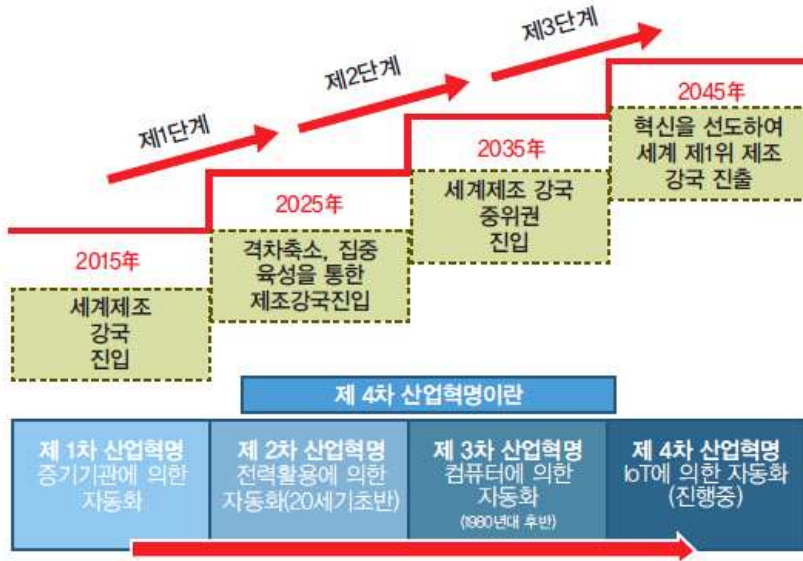 제1단계
제2단계
제3단계
2015年
세계제조
강국
진입
2025年
격차축소, 집중
육성을 통한
제조강국진입
2035年
세계제조 강국
중위권
진입
2045年
혁신을 선도하여
세계 제1위 제조
강국 진출
제 4차 산업혁명이란
제 1차 산업혁명
증기기관에 의한
자동화
제 2차 산업혁명
전력활용에 의한
자동화(20세기초반)
제 3차 산업혁명
컴퓨터에 의한
자동화
(1980년대 후반)
제 4차 산업혁명
IoT에 의한 자동화
(진행중)